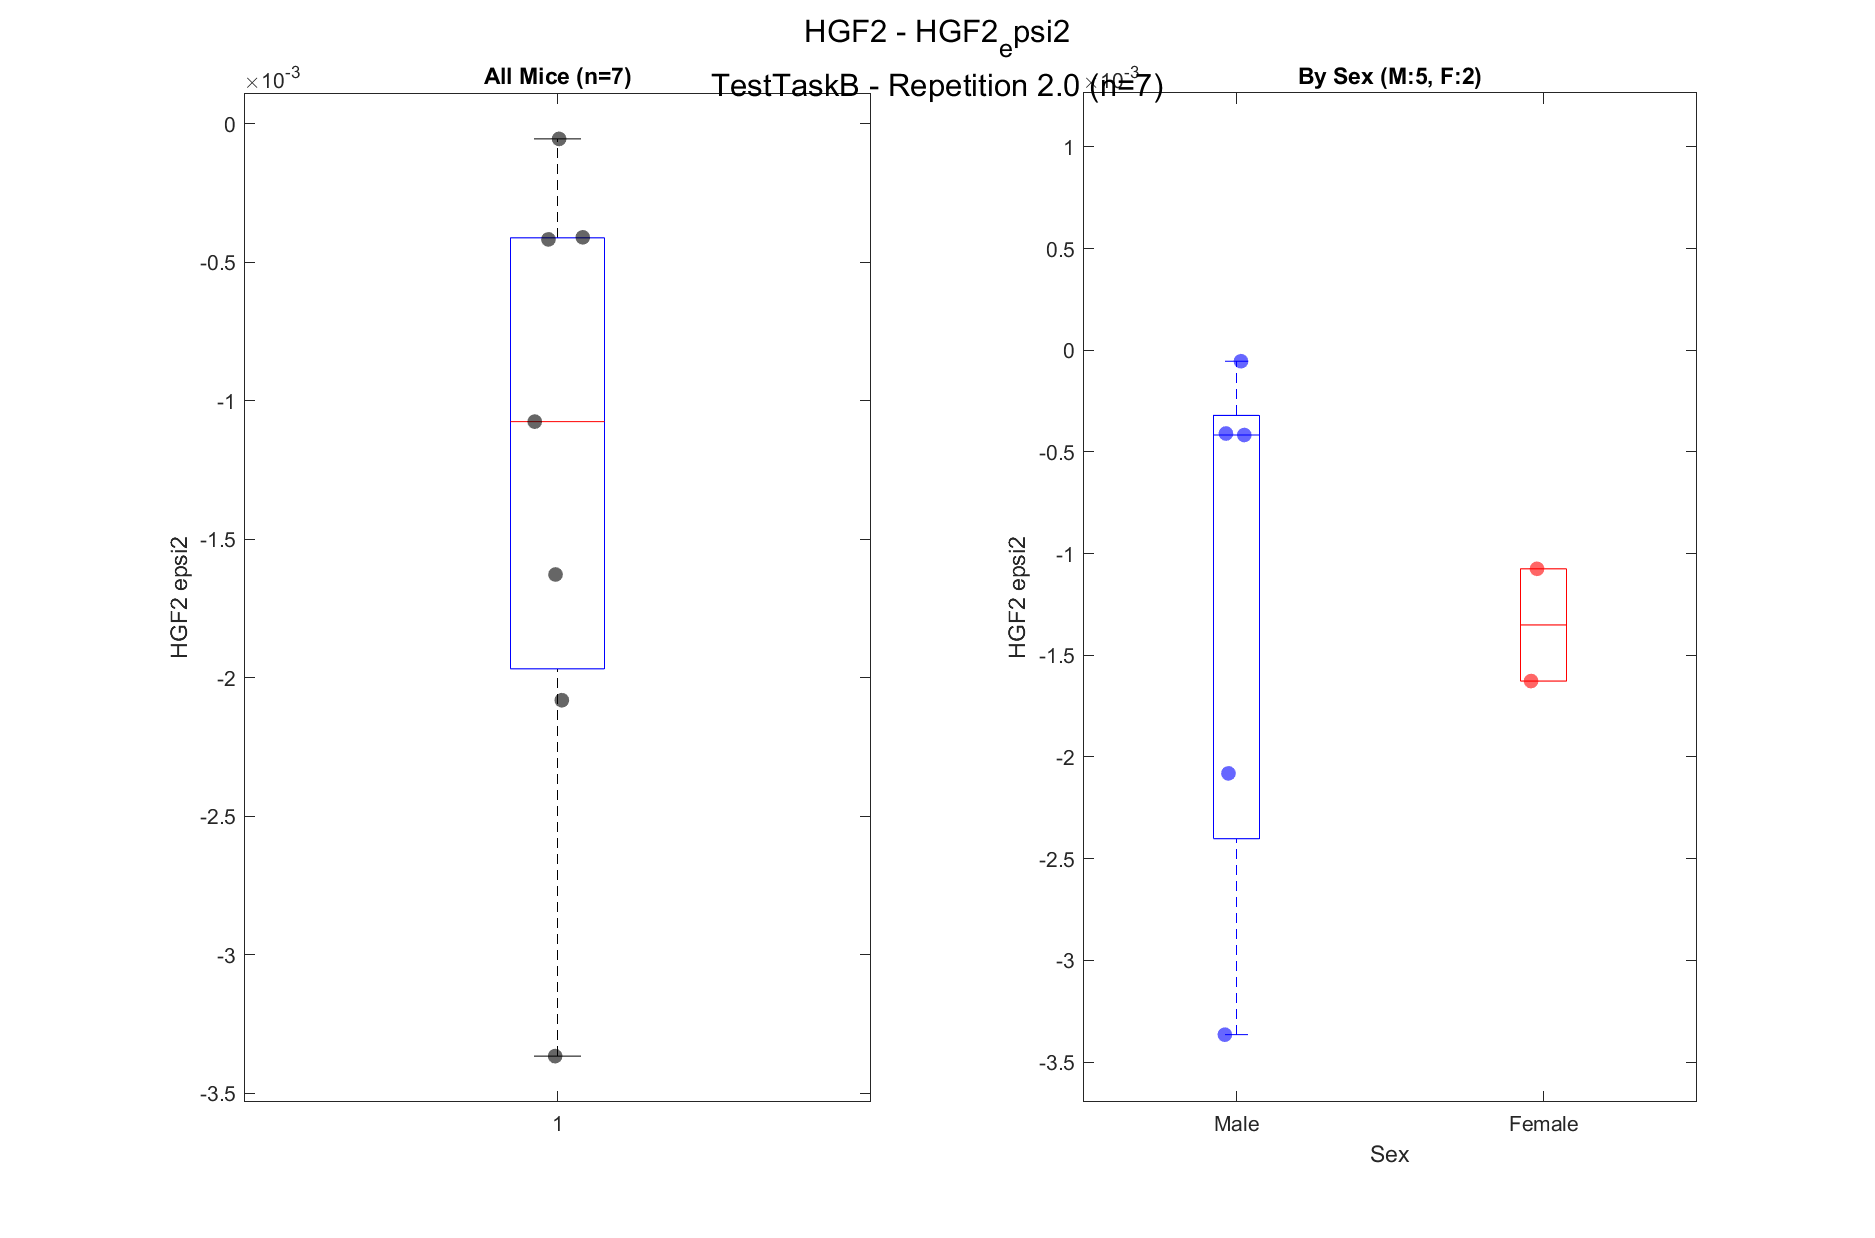 HGF2 - HGF2epsi2
TestTaskB - Repetition 2.0 (n=7)
×10-3
All Mice (n=7)
0
-0.5
-1
-1.5
-2
-2.5
-3
-3.5
HGF2 epsi2
1
×10-3
By Sex (M:5, F:2)
1
0.5
0
-0.5
-1
-1.5
-2
-2.5
-3
-3.5
HGF2 epsi2
Male Female
Sex